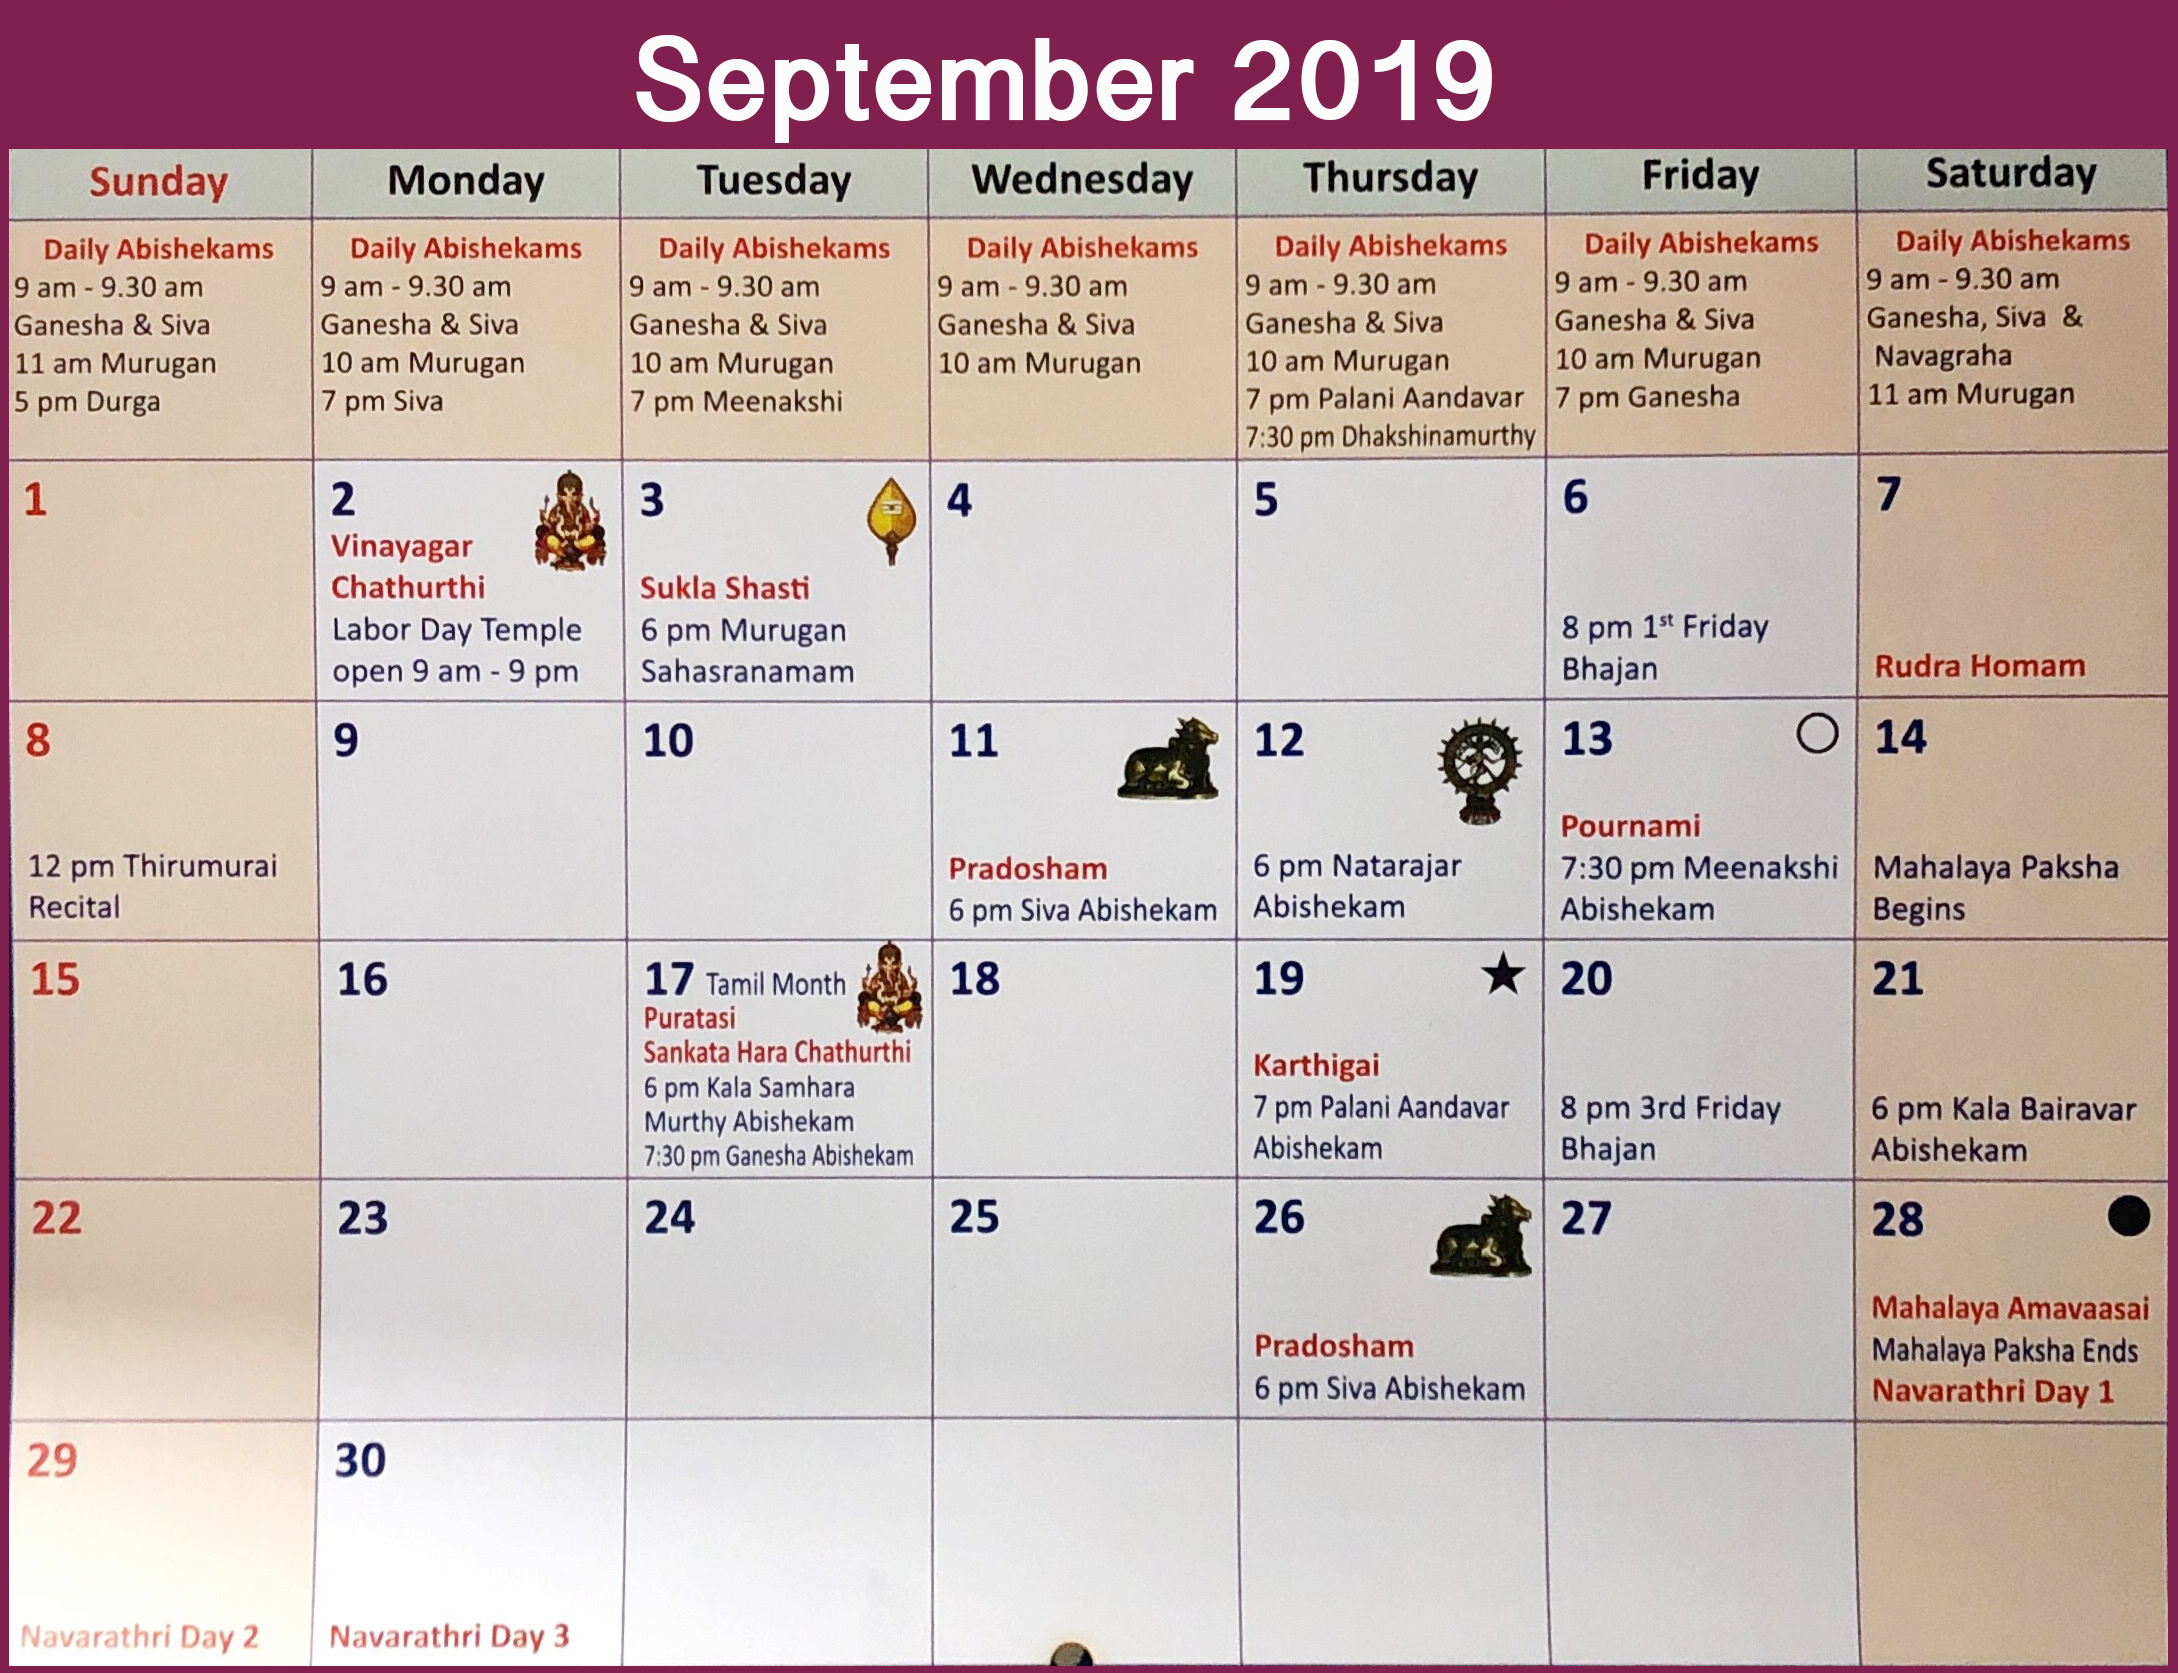 September 2019
Sunday
Monday
Tuesday
Wednesday
Thursday
Friday
Saturday
Daily Abishekams
9 am - 9.30 am
Ganesha & Siva
11 am Murugan
5 pm Durga
Daily Abishekams
9 am - 9.30 am
Ganesha & Siva
10 am Murugan
7 pm Siva
Daily Abishekams
9 am - 9.30 am
Ganesha & Siva
10 am Murugan
7 pm Meenakshi
Daily Abishekams
9 am - 9.30 am
Ganesha & Siva
10 am Murugan
Daily Abishekams
9 am - 9.30 am
Ganesha & Siva
10 am Murugan
7 pm Palani Aandavar
7:30 pm Dhakshinamurthy
Daily Abishekams
9 am - 9.30 am
Ganesha & Siva
10 am Murugan
7 pm Ganesha
Daily Abishekams
9 am - 9.30 am
Ganesha, Siva &
Navagraha
11 am Murugan
1
2
Vinayagar
Chathurthi
Labor Day Temple
open 9 am - 9 pm
3
Sukla Shasti
6 pm Murugan
Sahasranamam
4
5
6
8 pm 1st Friday
Bhajan
7
Rudra Homam
8
12 pm Thirumurai
Recital
9
10
11
Pradosham
6 pm Siva Abishekam
12
6 pm Natarajar
Abishekam
13
Pournami
7:30 pm Meenakshi
Abishekam
14
Mahalaya Paksha
Begins
15
16
17 Tamil Month
Puratasi
Sankata Hara Chathurthi
6 pm Kala Samhara
Murthy Abishekam
7:30 pm Ganesha Abishekam
18
19
Karthigai
7 pm Palani Aandavar
Abishekam
20
8 pm 3rd Friday
Bhajan
21
6 pm Kala Bairavar
Abishekam
22
23
24
25
26
Pradosham
6 pm Siva Abishekam
27
28
Mahalaya Amavaasai
Mahalaya Paksha Ends
Navarathri Day 1
29
Navarathri Day 2
30
Navarathri Day 3